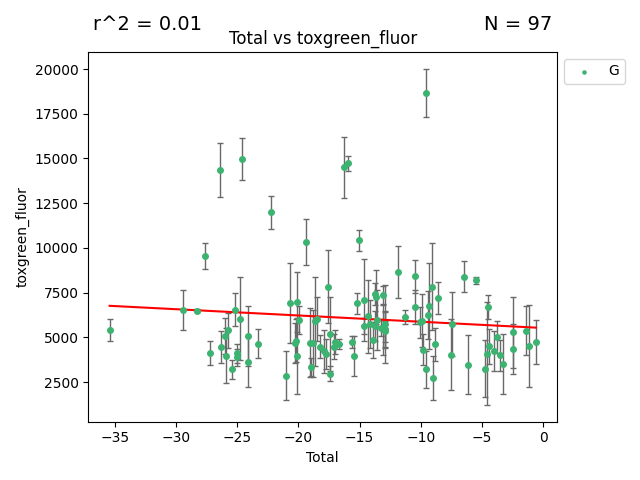 r^2 = 0.01
N = 97
Total vs toxgreen_fluor
G
toxgreen_fluor
20000
17500
15000
12500
10000
7500
5000
2500
−35
−30
−25
−20
−15
−10
−5
0
Total